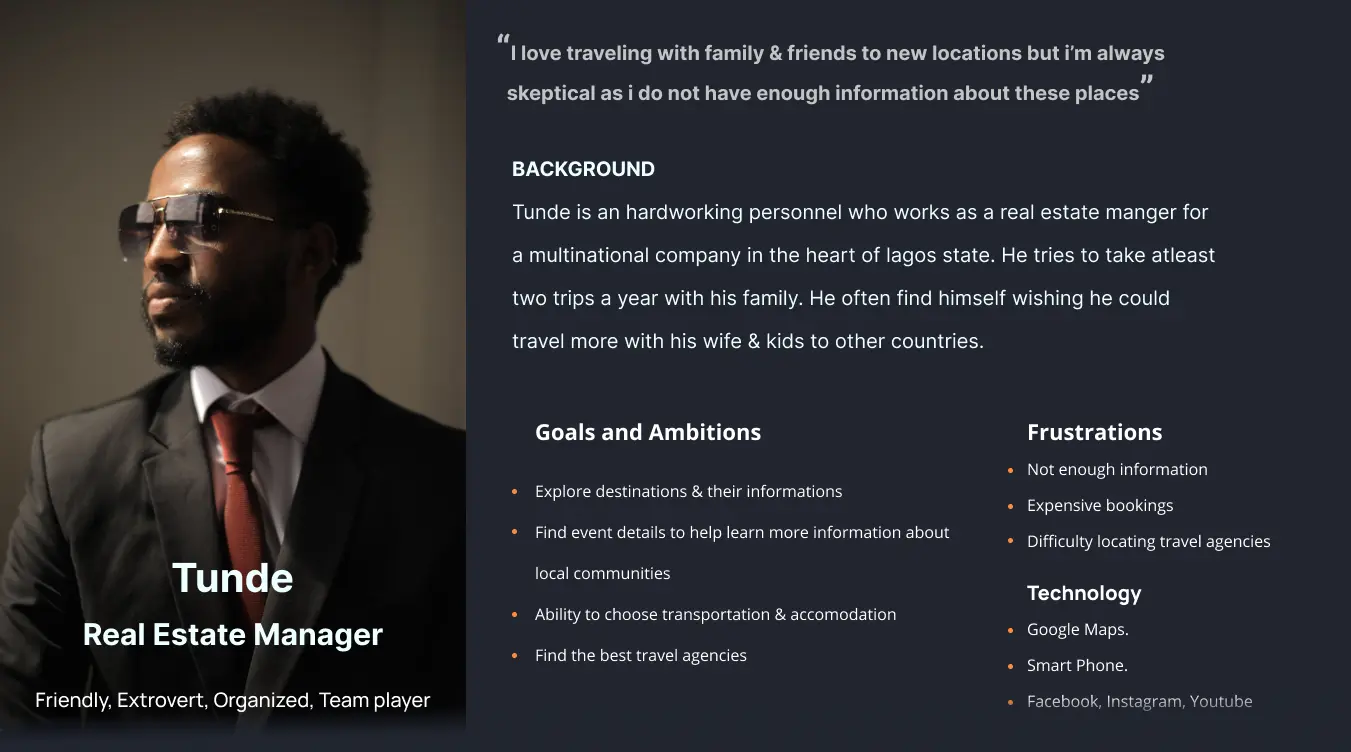 “I love traveling with family & friends to new locations but i’m always
skeptical as i do not have enough information about these places”
BACKGROUND
Tunde is an hardworking personnel who works as a real estate manger for
a multinational company in the heart of lagos state. He tries to take atleast
two trips a year with his family. He often find himself wishing he could
travel more with his wife & kids to other countries.
Goals and Ambitions
Explore destinations & their informations
Find event details to help learn more information about
local communities
Ability to choose transportation & accomodation
Find the best travel agencies
Frustrations
Not enough information
Expensive bookings
Difficulty locating travel agencies
Technology
Google Maps.
Smart Phone.
Facebook, Instagram, Youtube
Tunde
Real Estate Manager
Friendly, Extrovert, Organized, Team player